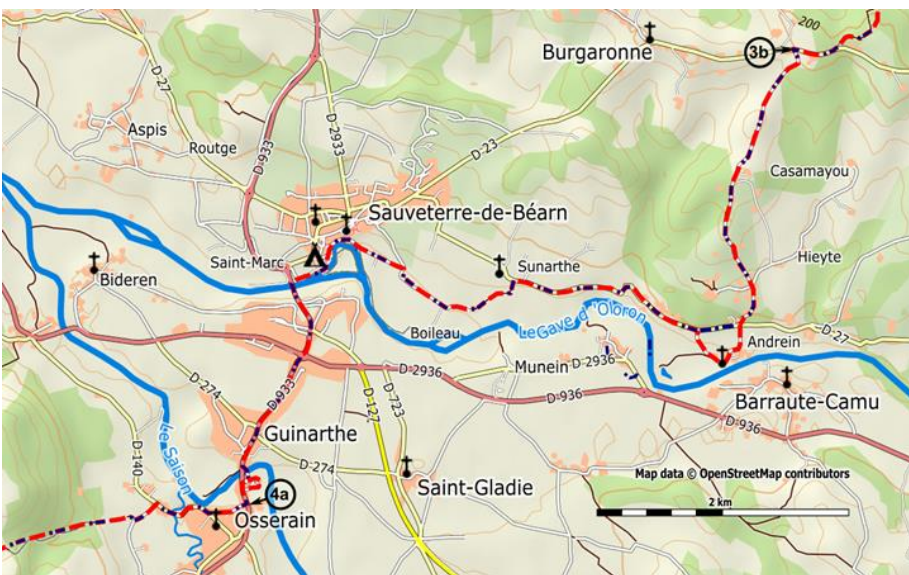 200
Burgaronne
3b
D-27
D-933
D-2933
Aspis
Routge
D-23
Casamayou
Sauveterre-de-Béarn
Saint-Marc
Sunarthe
Hieyte
Bideren
Boileau
Le Gave d'Oloron
D-27
Andrein
Munein
D-2936
D-2936
D-936
Barraute-Camu
D-936
D-274
D-933
D-127
D-723
Guinarthe
D-140
Le Saison
D-274
Saint-Gladie
Map data © OpenStreetMap contributors
4a
Osserain
2 km